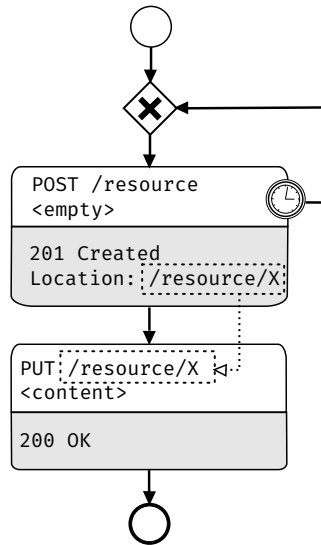 POST /resource
<empty>
201 Created
Location: /resource/X
PUT /resource/X
<content>
200 OK